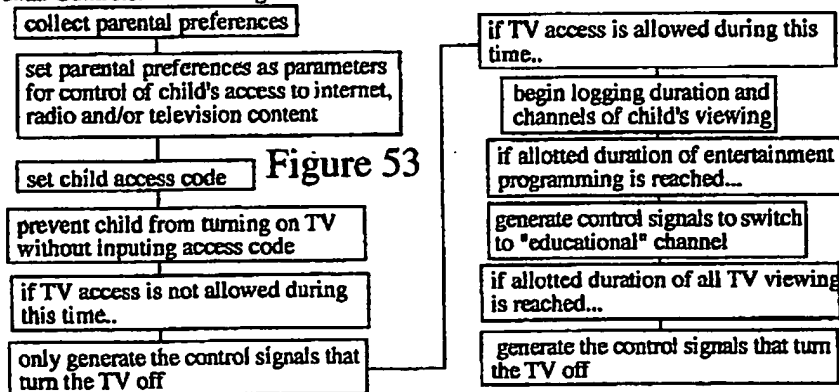 collect parental preferences
set parental preferences as parameters
for control of child's access to internet,
radio and/or television content
set child access code
Figure 53
prevent child from turning on TV
without inputing access code
if TV access is not allowed during
this time..
only generate the control signals that
turn the TV off
if TV access is allowed during this
time..
begin logging duration and
channels of child's viewing
if allotted duration of entertainment
programming is reached...
generate control signals to switch
to "educational" channel
if allotted duration of all TV viewing
is reached...
generate the control signals that turn
the TV off